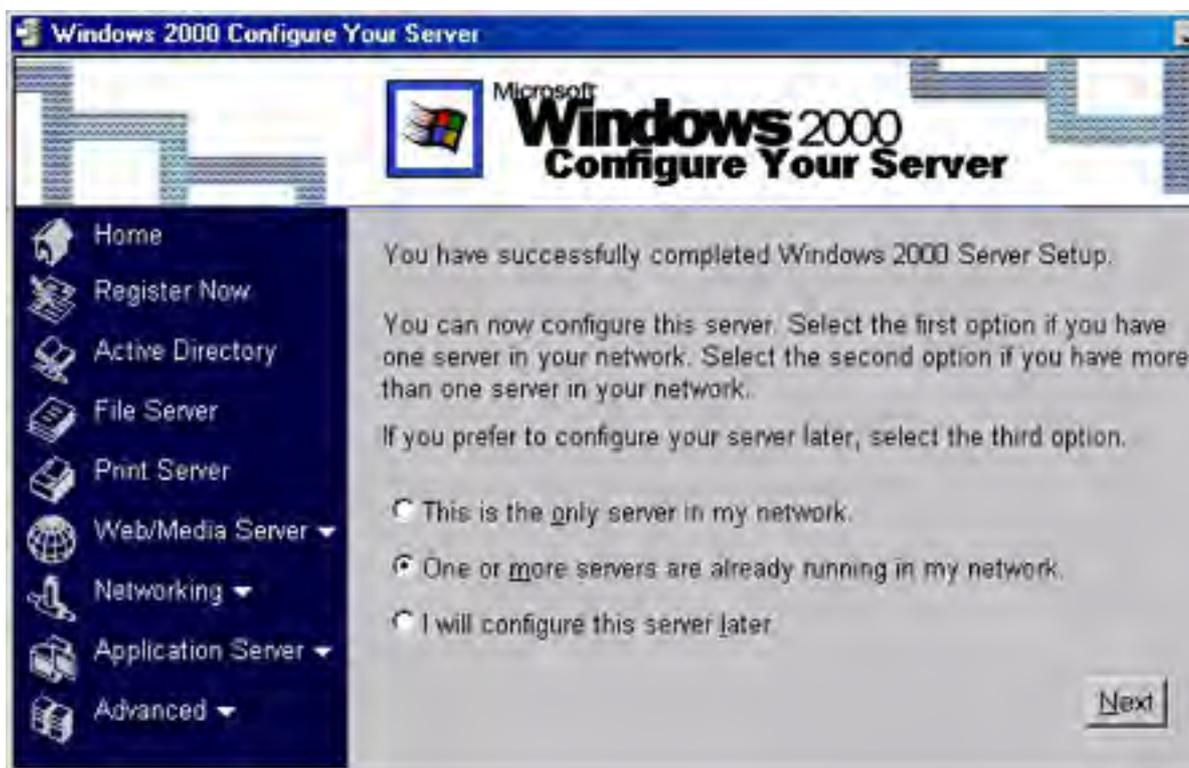 Windows 2000 Configure Your Server
Microsoft
Windows 2000
Configure Your Server
Home
Register Now
Active Directory
File Server
Print Server
Web/Media Server
Networking
Application Server
Advanced
You have successfully completed Windows 2000 Server Setup.
You can now configure this server. Select the first option if you have
one server in your network. Select the second option if you have more
than one server in your network.
If you prefer to configure your server later, select the third option.
This is the only server in my network.
One or more servers are already running in my network.
I will configure this server later.
Next